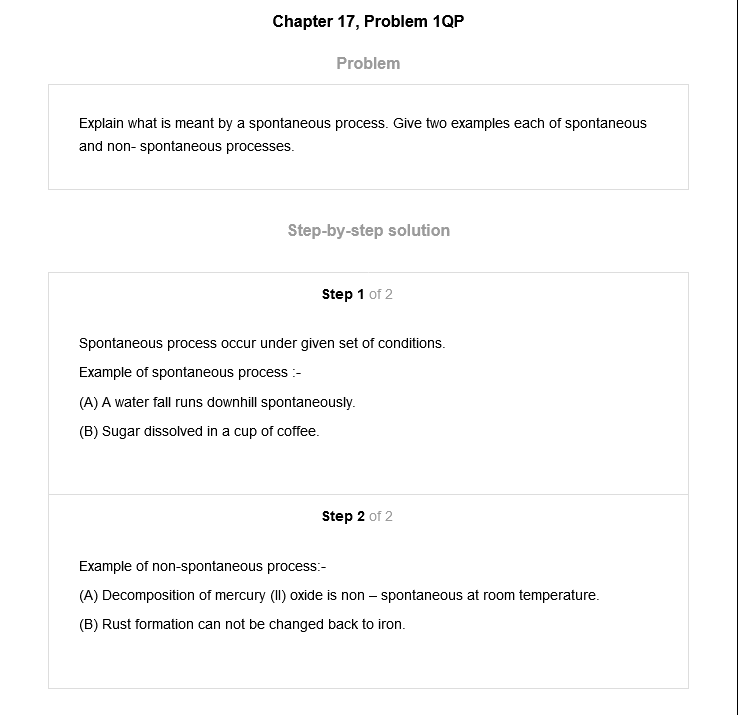 Chapter 17, Problem 1QP
Problem
Explain what is meant by a spontaneous process. Give two examples each of spontaneous
and non- spontaneous processes.
Step-by-step solution
Step 1 of 2
Spontaneous process occur under given set of conditions.
Example of spontaneous process :-
(A) A water fall runs downhill spontaneously.
(B) Sugar dissolved in a cup of coffee.
Step 2 of 2
Example of non-spontaneous process:-
(A) Decomposition of mercury (II) oxide is non – spontaneous at room temperature.
(B) Rust formation can not be changed back to iron.